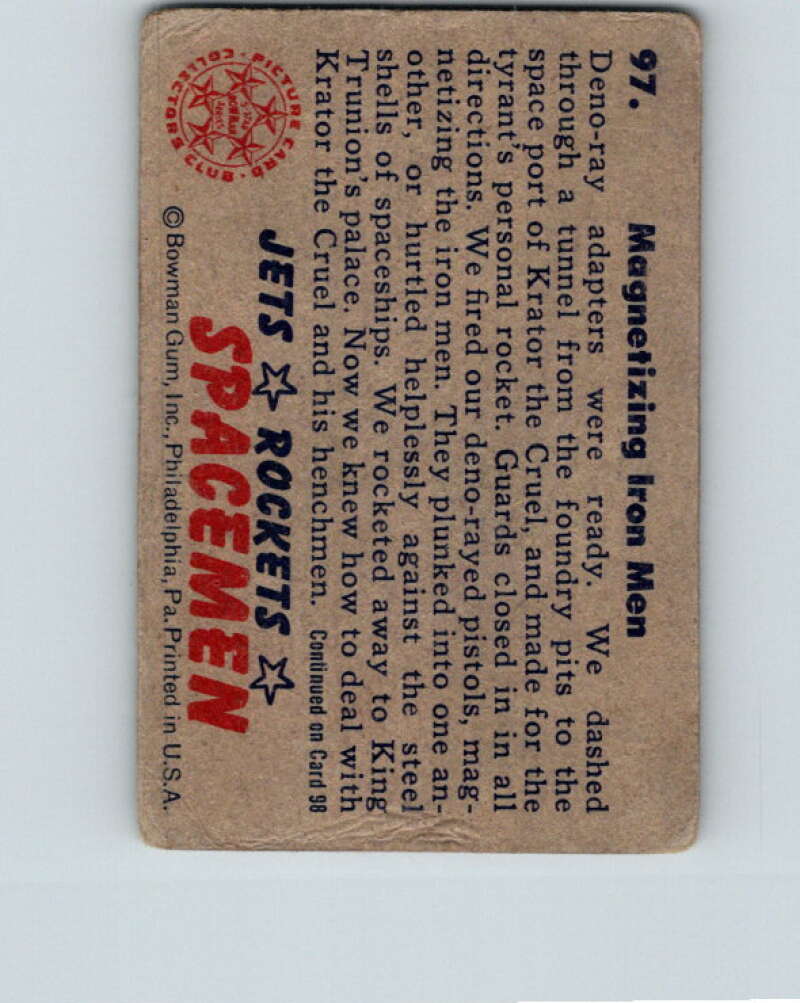 97. Magnetizing Iron Men
Deno-ray adapters were ready. We dashed
through a tunnel from the foundry pits to the
space port of Krator the Cruel, and made for the
tyrant's personal rocket. Guards closed in in all
directions. We fired our deno-rayed pistols, mag-
netizing the iron men. They plunked into one an-
other, or hurtled helplessly against the steel
shells of spaceships. We rocketed away to King
Trunion's palace. Now we knew how to deal with
Krator the Cruel and his henchmen. Continued on Card 98
PICTURE CARD COLLECTORS CLUB
5-STAR
BOWMAN
JETS ROCKETS
SPACEMEN
©Bowman Gum, Inc., Philadelphia, Pa. Printed in U.S.A.